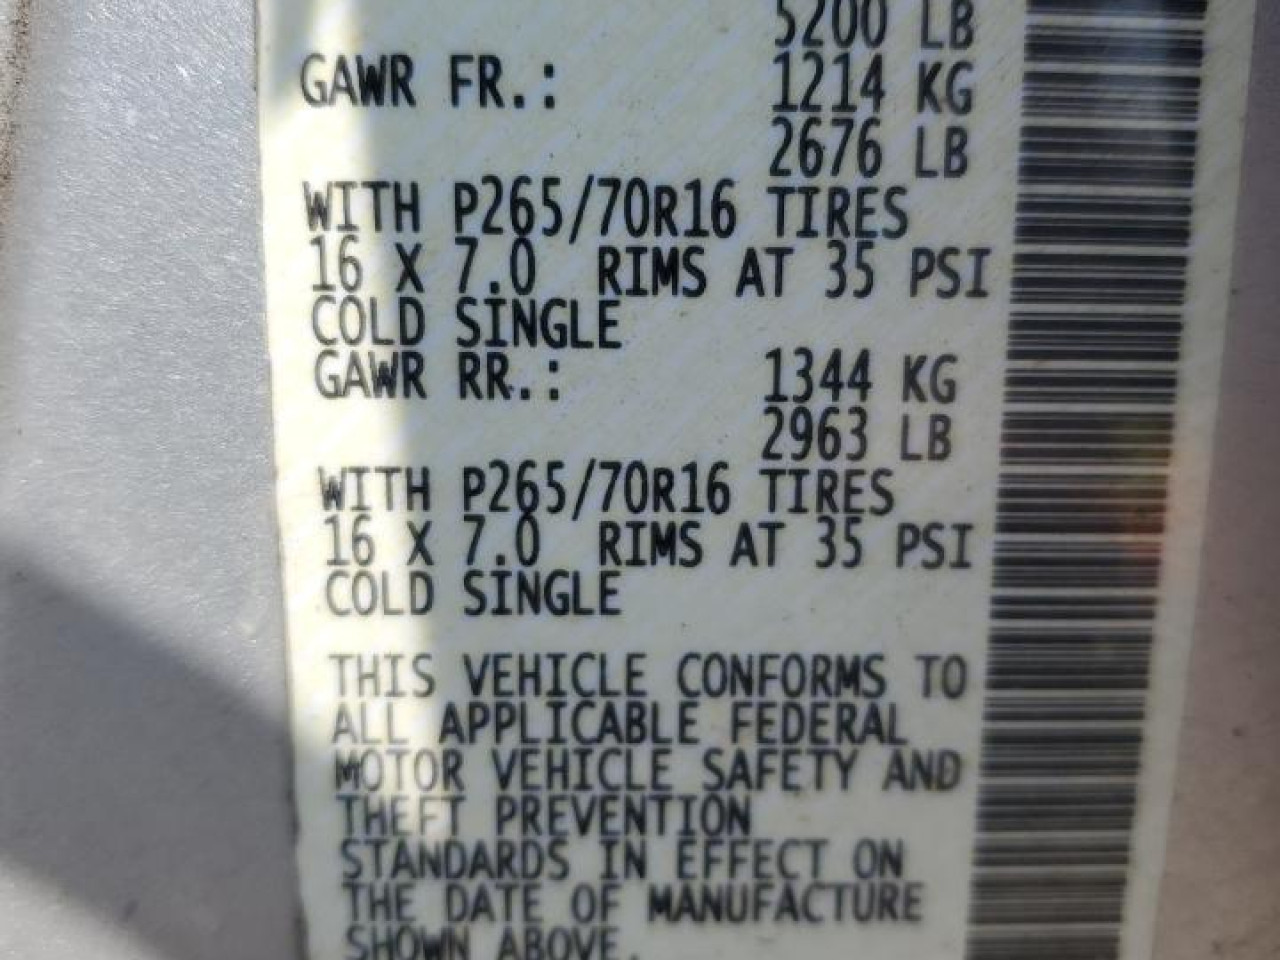 5200 LB
GAWR FR.: 1214 KG
2676 LB
WITH P265/70R16 TIRES
16 X 7.0 RIMS AT 35 PSI
COLD SINGLE
GAWR RR.: 1344 KG
2963 LB
WITH P265/70R16 TIRES
16 X 7.0 RIMS AT 35 PSI
COLD SINGLE
THIS VEHICLE CONFORMS TO
ALL APPLICABLE FEDERAL
MOTOR VEHICLE SAFETY AND
THEFT PREVENTION
STANDARDS IN EFFECT ON
THE DATE OF MANUFACTURE
SHOWN ABOVE.